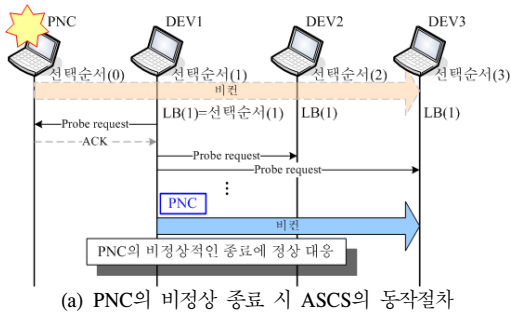 PNC DEV1 DEV2 DEV3
선택순서(0) 선택순서(1) 선택순서(2) 선택순서(3)
비컨
LB(1)=선택순서(1) LB(1) LB(1)
Probe request
ACK
Probe request
Probe request
PNC
비컨
PNC의 비정상적인 종료에 정상 대응
(a) PNC의 비정상 종료 시 ASCS의 동작절차